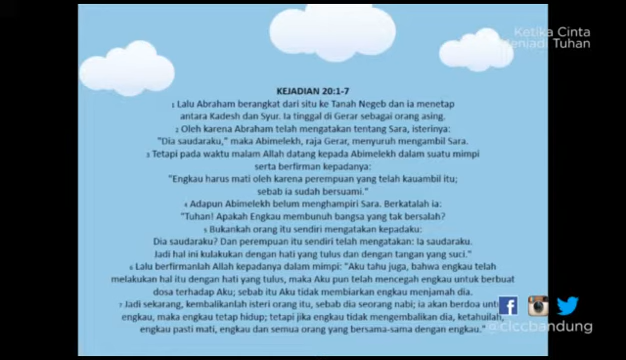 Ketika Cinta
Menjadi Tuhan
KEJADIAN 20:1-7
1 Lalu Abraham berangkat dari situ ke Tanah Negeb dan ia menetap
antara Kadesh dan Syur. Ia tinggal di Gerar sebagai orang asing.
2 Oleh karena Abraham telah mengatakan tentang Sara, isterinya:
"Dia saudaraku," maka Abimelekh, raja Gerar, menyuruh mengambil Sara.
3 Tetapi pada waktu malam Allah datang kepada Abimelekh dalam suatu mimpi
serta berfirman kepadanya:
"Engkau harus mati oleh karena perempuan yang telah kauambil itu;
sebab ia sudah bersuami."
4 Adapun Abimelekh belum menghampiri Sara. Berkatalah ia:
"Tuhan! Apakah Engkau membunuh bangsa yang tak bersalah?
5 Bukankah orang itu sendiri mengatakan kepadaku:
Dia saudaraku? Dan perempuan itu sendiri telah mengatakan: Ia saudaraku.
Jadi hal ini kulakukan dengan hati yang tulus dan dengan tangan yang suci."
6 Lalu berfirmanlah Allah kepadanya dalam mimpi: "Aku tahu juga, bahwa engkau telah
melakukan hal itu dengan hati yang tulus, maka Aku pun telah mencegah engkau untuk berbuat
dosa terhadap Aku; sebab itu Aku tidak membiarkan engkau menjamah dia.
7 Jadi sekarang, kembalikanlah isteri orang itu, sebab dia seorang nabi; ia akan berdoa untuk
engkau, maka engkau tetap hidup; tetapi jika engkau tidak mengembalikan dia, ketahuilah,
engkau pasti mati, engkau dan semua orang yang bersama-sama dengan engkau."
@clccbandung